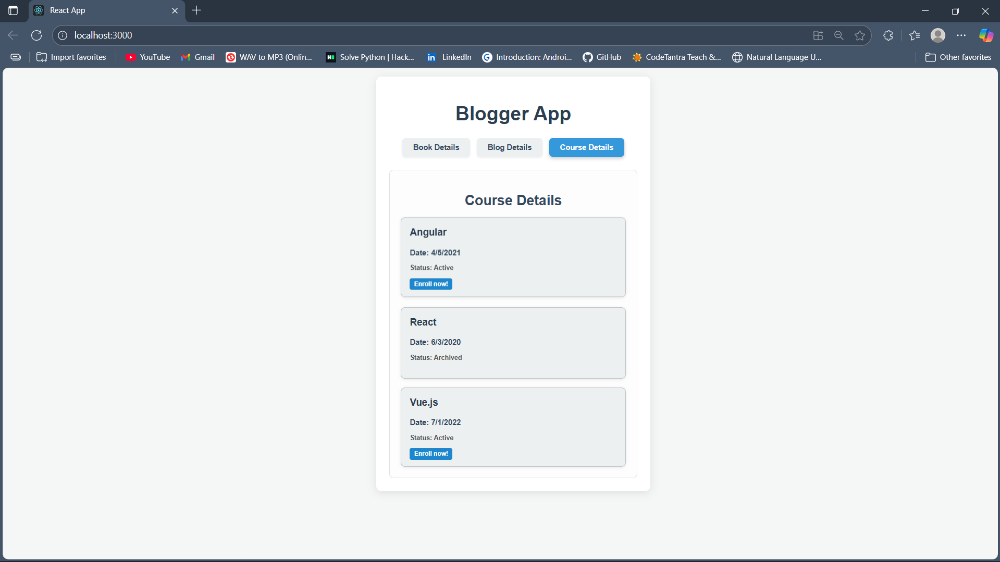 React App
localhost:3000
Import favorites
YouTube
Gmail
WAV to MP3 (Onlin...
Solve Python | Hack...
LinkedIn
Introduction: Androi...
GitHub
CodeTantra Teach &...
Natural Language U...
Other favorites
Blogger App
Book Details
Blog Details
Course Details
Course Details
Angular
Date: 4/5/2021
Status: Active
Enroll now!
React
Date: 6/3/2020
Status: Archived
Vue.js
Date: 7/1/2022
Status: Active
Enroll now!